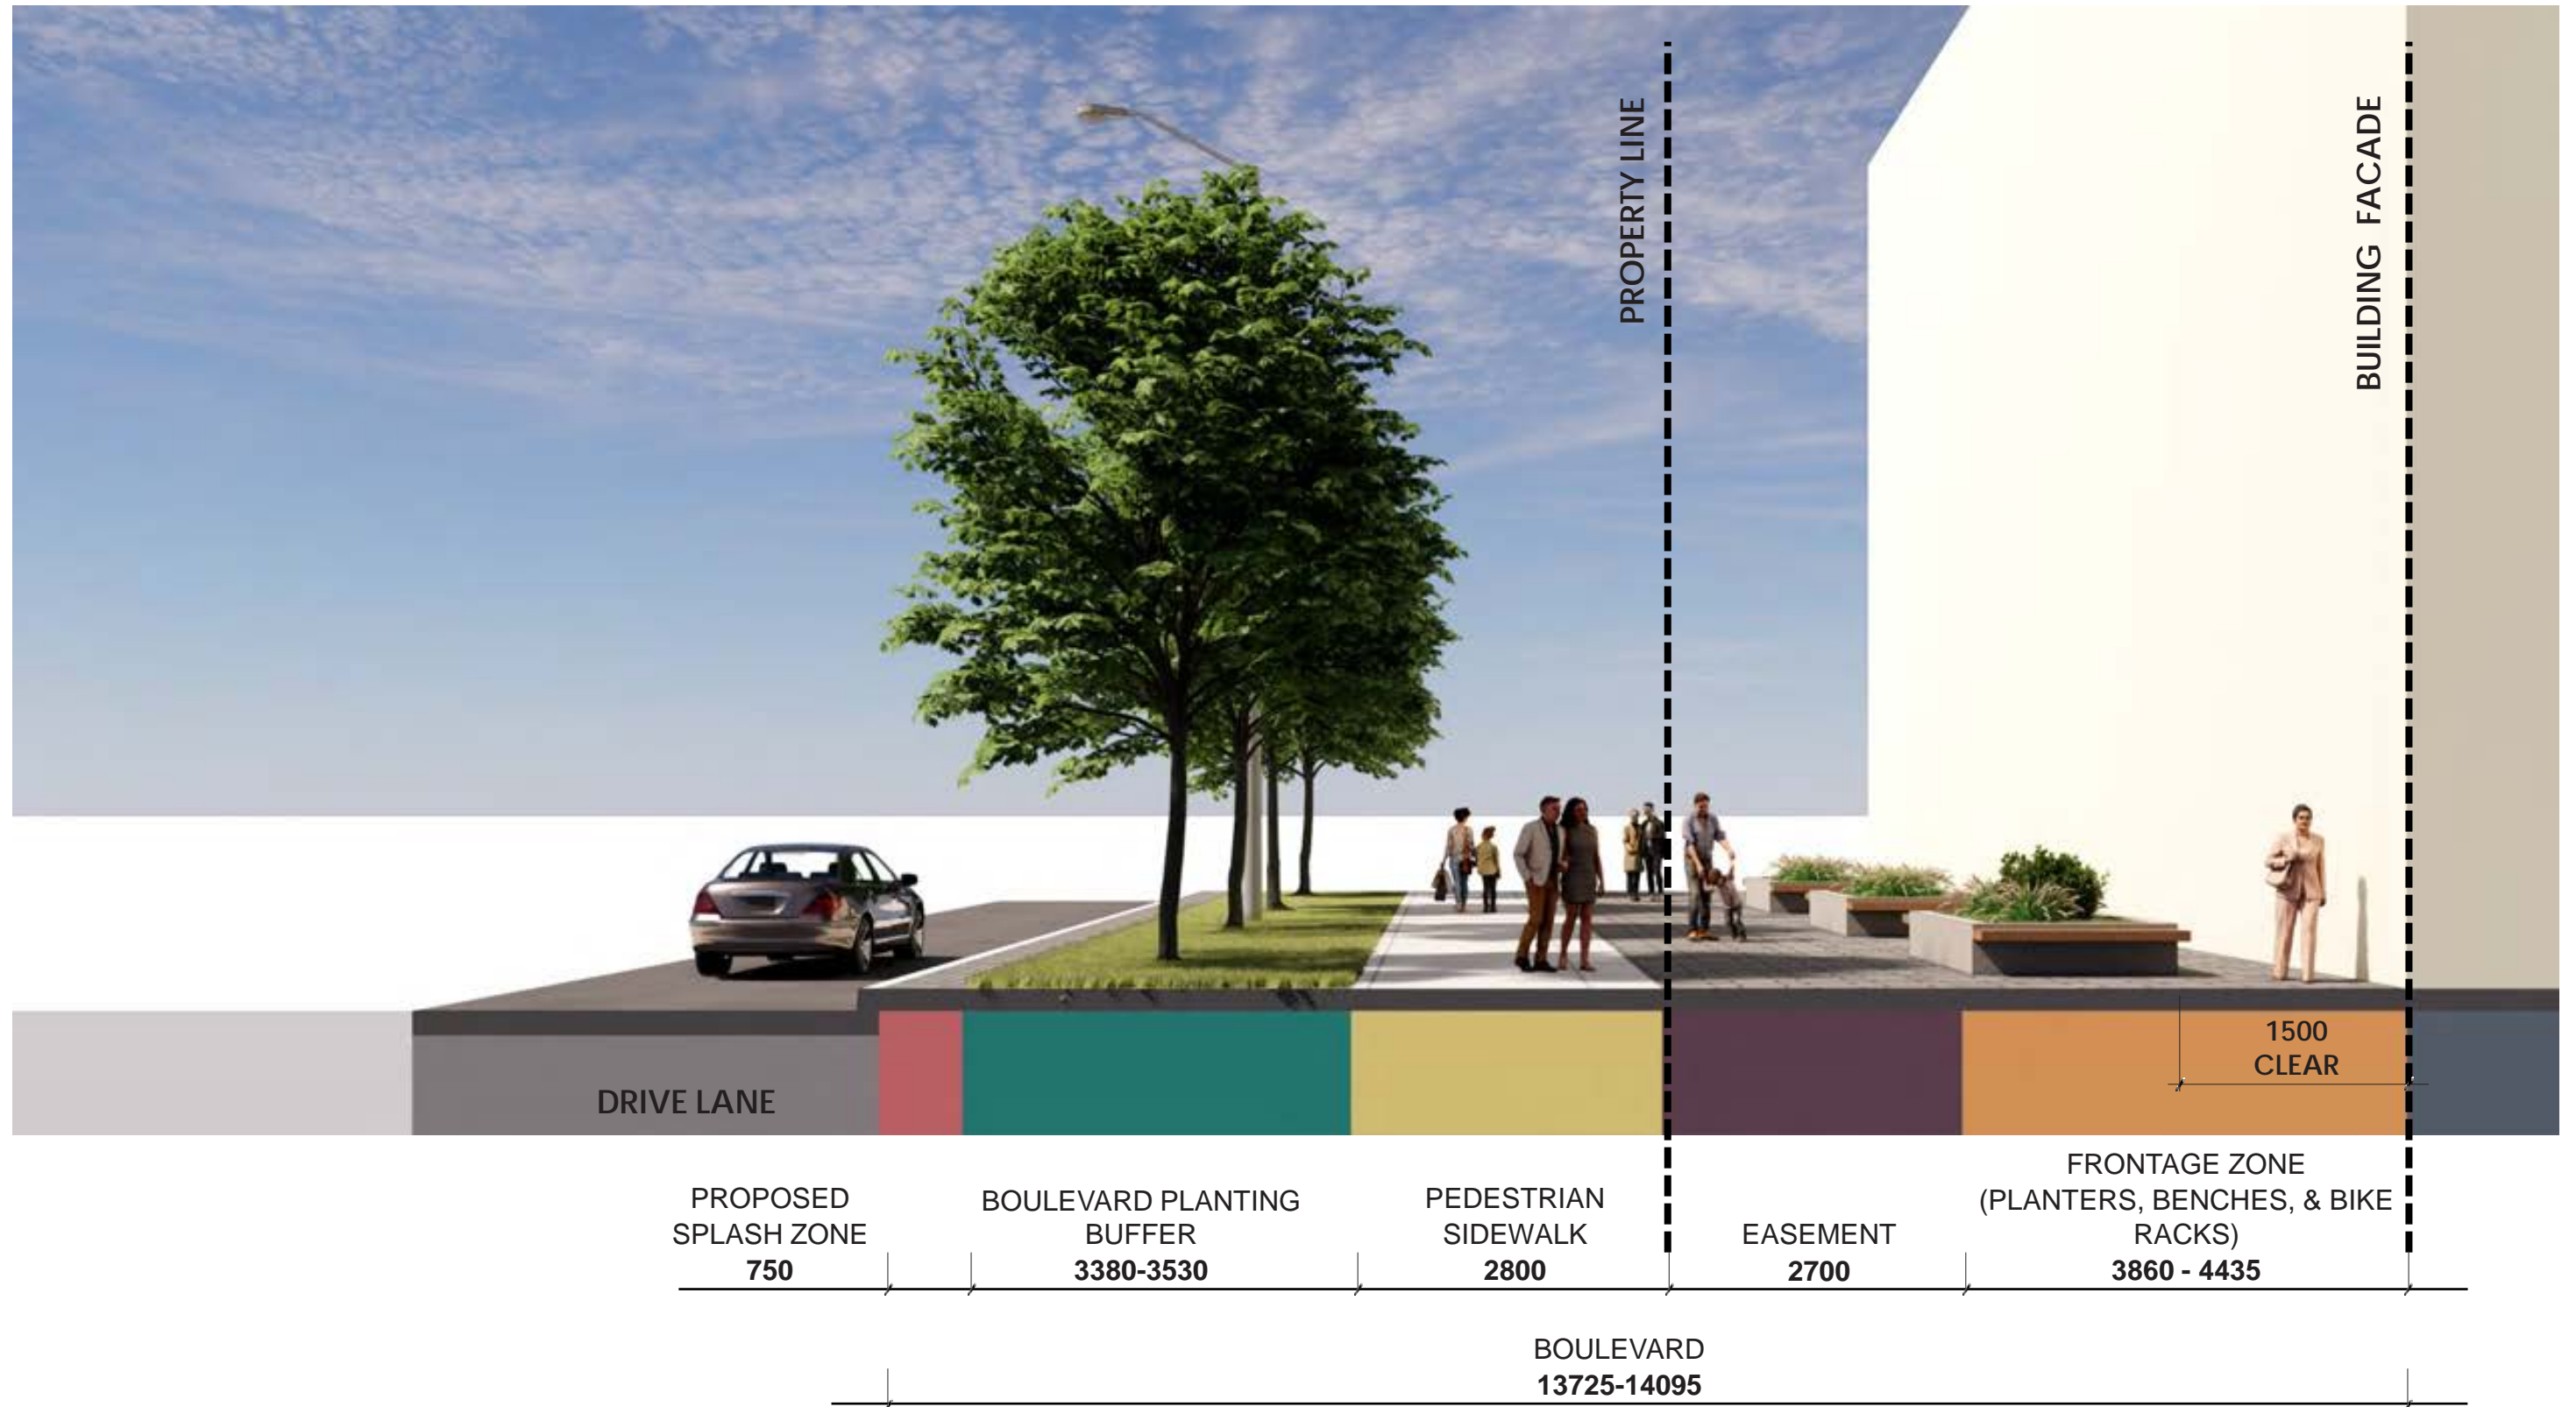 PROPERTY LINE
BUILDING FACADE
1500
CLEAR
DRIVE LANE
PROPOSED
SPLASH ZONE
750
BOULEVARD PLANTING
BUFFER
3380-3530
PEDESTRIAN
SIDEWALK
2800
EASEMENT
2700
FRONTAGE ZONE
(PLANTERS, BENCHES, & BIKE
RACKS)
3860 - 4435
BOULEVARD
13725-14095